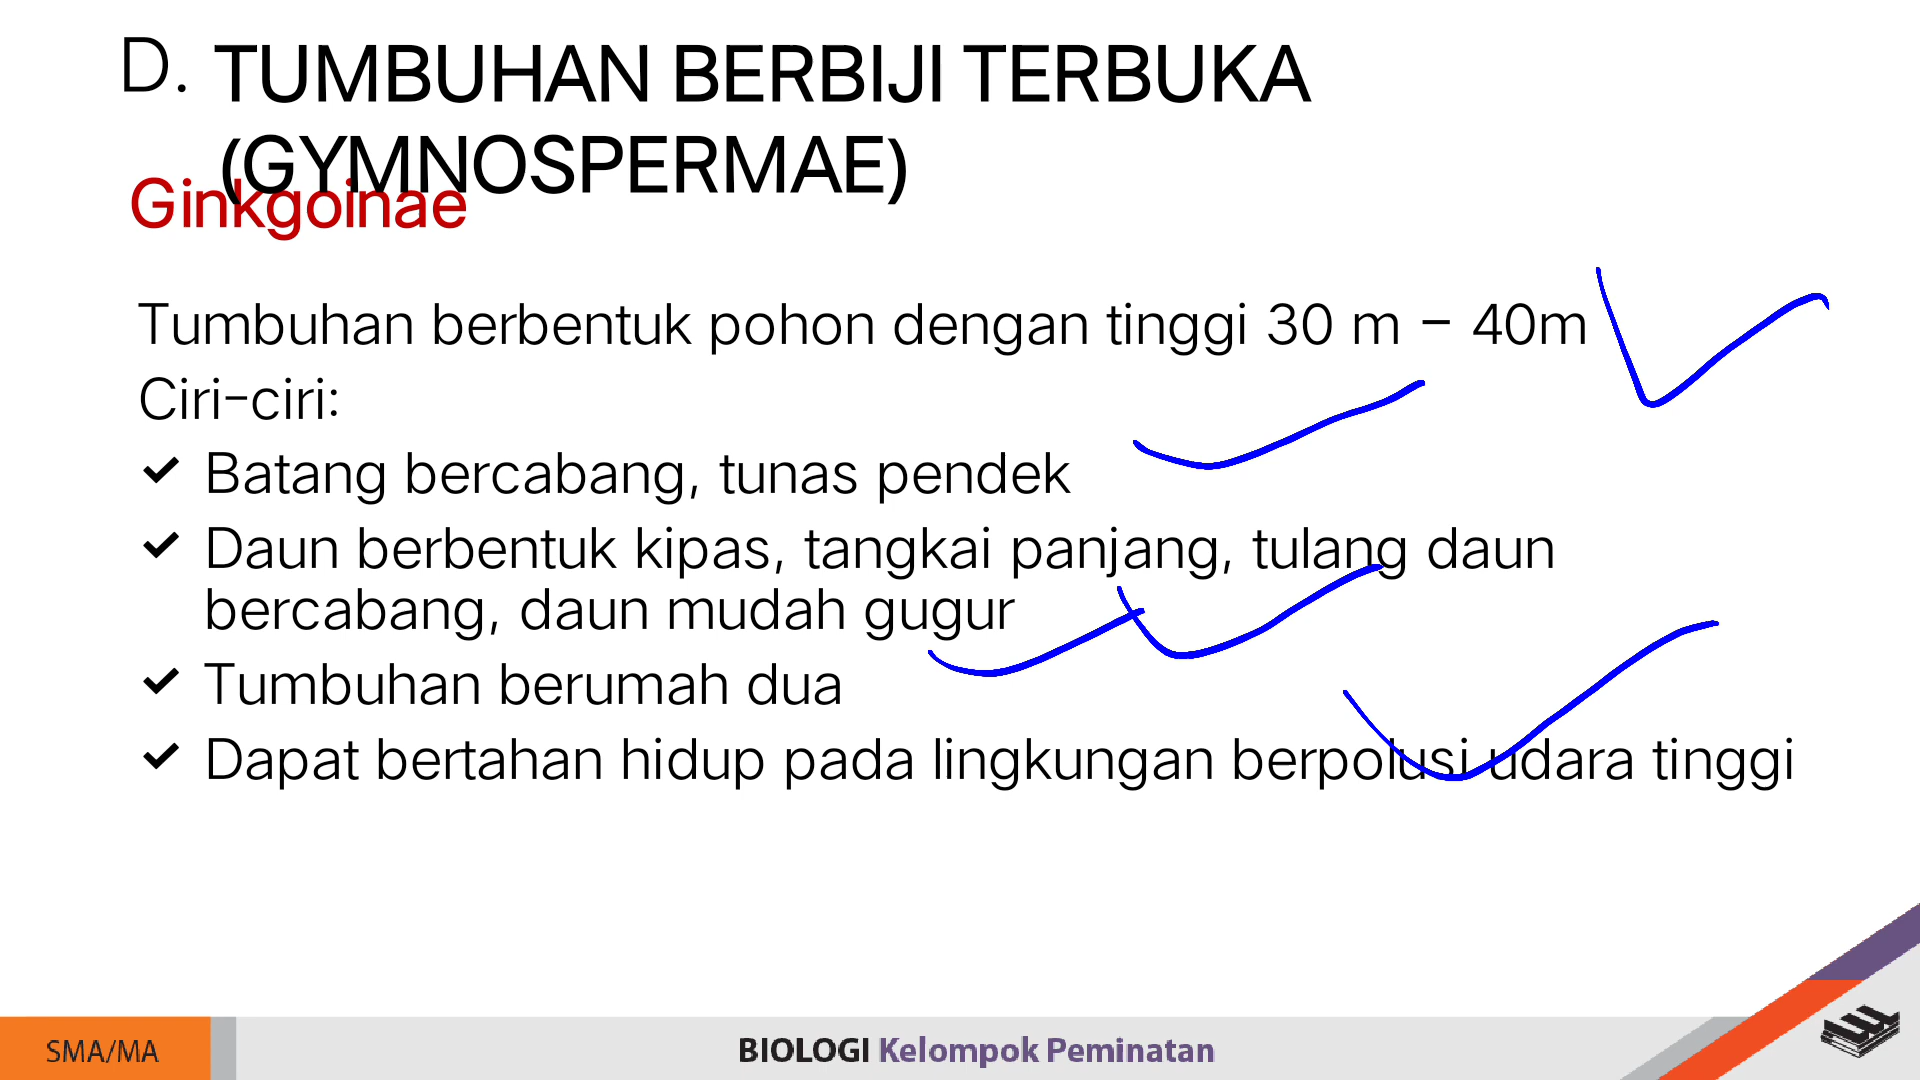 D. TUMBUHAN BERBIJI TERBUKA
(GYMNOSPERMAE)
Ginkgoinae
Tumbuhan berbentuk pohon dengan tinggi 30 m – 40m
Ciri-ciri:
✓ Batang bercabang, tunas pendek
✓ Daun berbentuk kipas, tangkai panjang, tulang daun
bercabang, daun mudah gugur
✓ Tumbuhan berumah dua
✓ Dapat bertahan hidup pada lingkungan berpolusi udara tinggi
SMA/MA
BIOLOGI Kelompok Peminatan